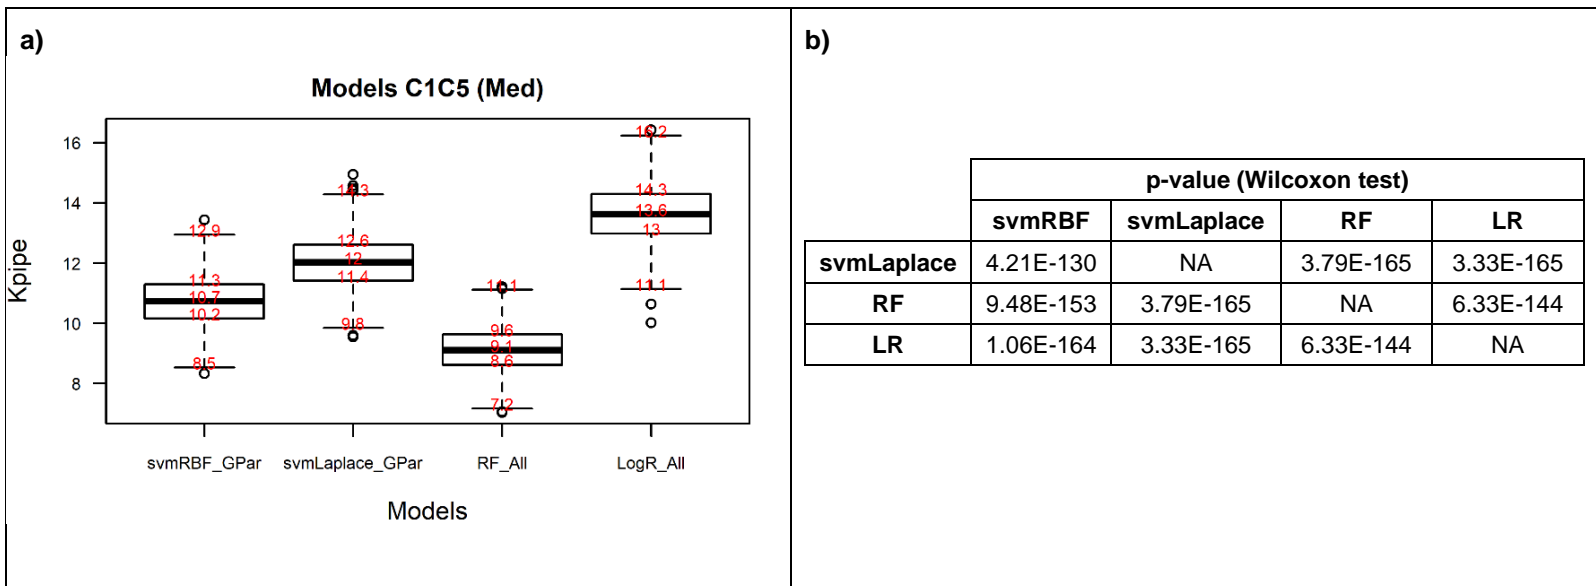 a)
Models C1C5 (Med)
Kpipe
16
14
12
10
8
12.9
11.3
10.7
10.2
8.5
14.3
12.6
12
11.4
9.8
11.1
9.6
9.1
8.6
7.2
16.2
14.3
13.6
13
11.1
svmRBF_GPar svmLaplace_GPar RF_All LogR_All
Models
b)
p-value (Wilcoxon test)
svmRBF svmLaplace RF LR
svmLaplace 4.21E-130 NA 3.79E-165 3.33E-165
RF 9.48E-153 3.79E-165 NA 6.33E-144
LR 1.06E-164 3.33E-165 6.33E-144 NA